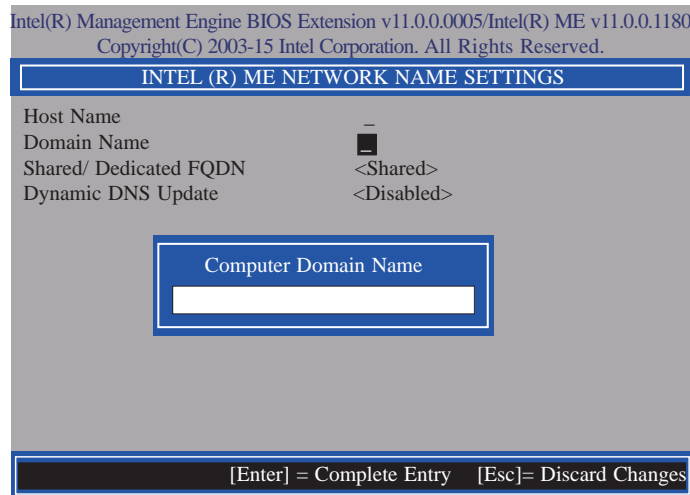 Intel(R) Management Engine BIOS Extension v11.0.0.0005/Intel(R) ME v11.0.0.1180
Copyright(C) 2003-15 Intel Corporation. All Rights Reserved.
INTEL (R) ME NETWORK NAME SETTINGS
Host Name _
Domain Name _
Shared/ Dedicated FQDN <Shared>
Dynamic DNS Update <Disabled>
Computer Domain Name
[Enter] = Complete Entry [Esc]= Discard Changes